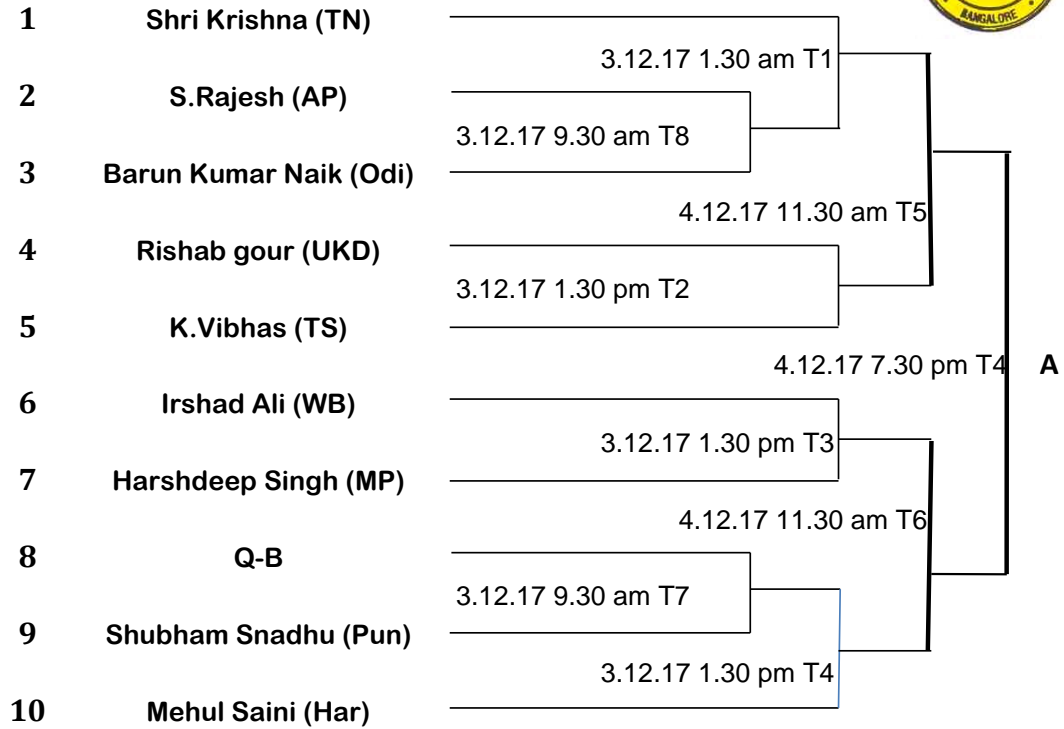 MANGALORE
1 Shri Krishna (TN)
3.12.17 1.30 am T1
2 S.Rajesh (AP)
3.12.17 9.30 am T8
3 Barun Kumar Naik (Odi)
4.12.17 11.30 am T5
4 Rishab gour (UKD)
3.12.17 1.30 pm T2
5 K.Vibhas (TS)
4.12.17 7.30 pm T4 A
6 Irshad Ali (WB)
3.12.17 1.30 pm T3
7 Harshdeep Singh (MP)
4.12.17 11.30 am T6
8 Q-B
3.12.17 9.30 am T7
9 Shubham Snadhu (Pun)
3.12.17 1.30 pm T4
10 Mehul Saini (Har)